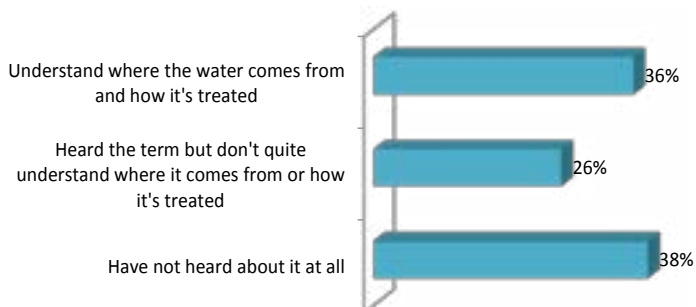 Understand where the water comes from
and how it's treated
36%
Heard the term but don't quite
understand where it comes from or how
it's treated
26%
Have not heard about it at all
38%